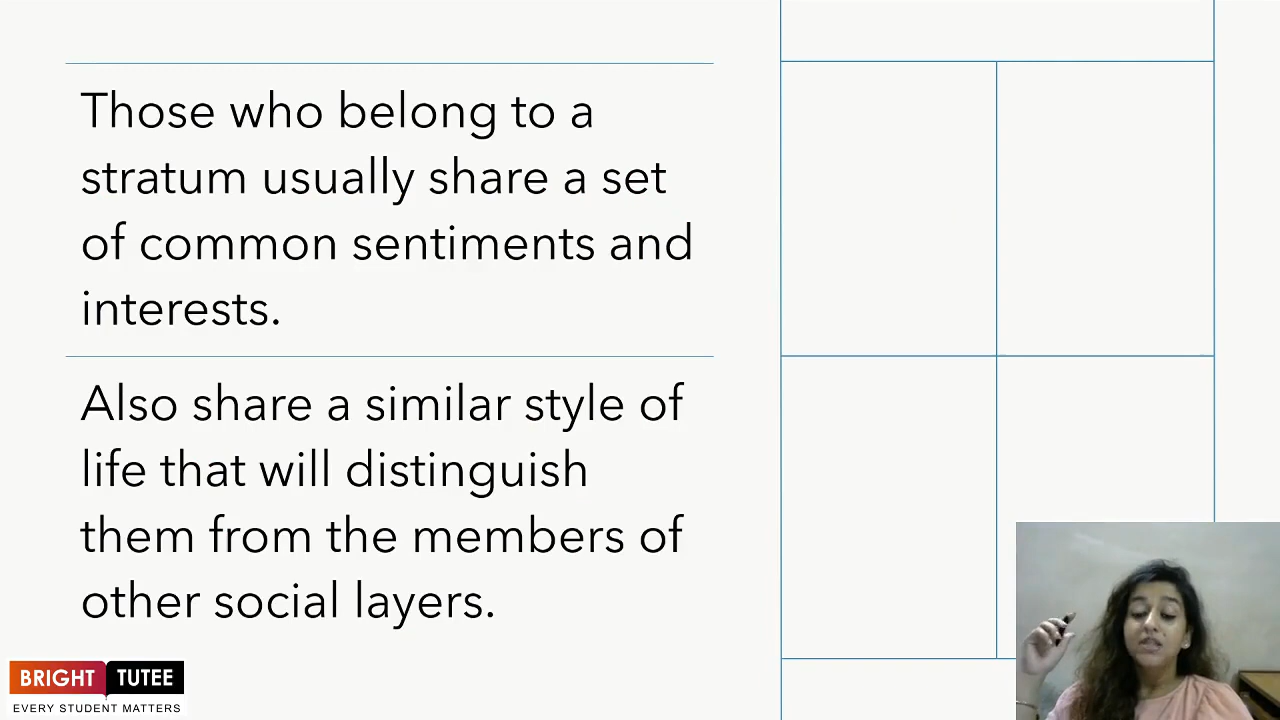 Those who belong to a
stratum usually share a set
of common sentiments and
interests.
Also share a similar style of
life that will distinguish
them from the members of
other social layers.
BRIGHT TUTEE
EVERY STUDENT MATTERS